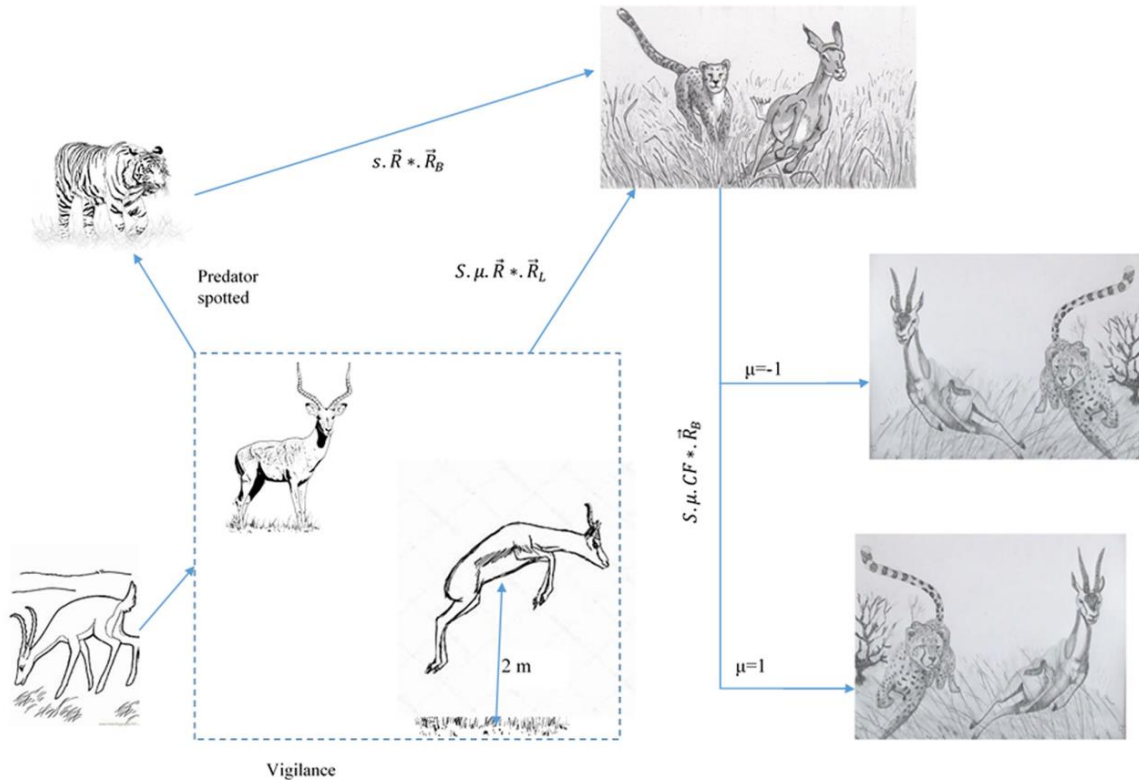 s. R⃗ *. R⃗_B
Predator
spotted
S. μ. R⃗ *. R⃗_L
μ=-1
S. μ. CF *. R⃗_B
2 m
μ=1
Vigilance